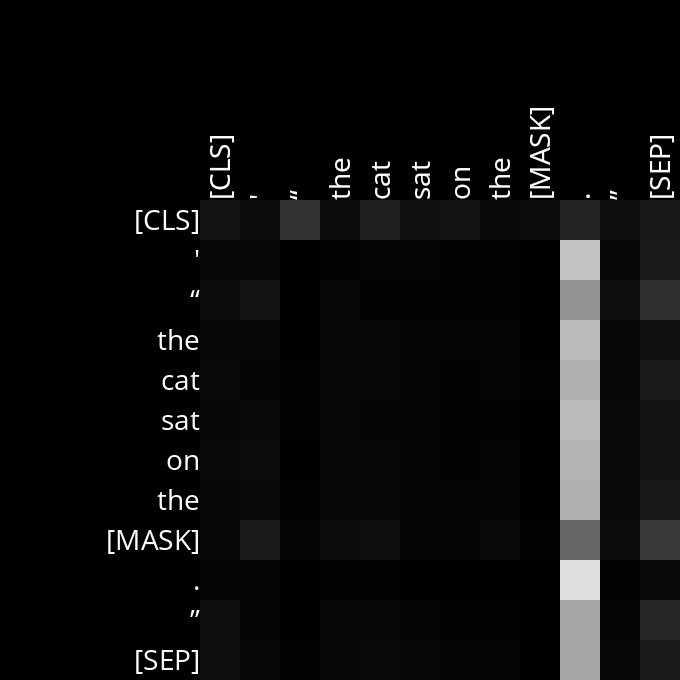 [CLS] ' “ the cat sat on the [MASK] . ” [SEP]
[CLS]
'
“
the
cat
sat
on
the
[MASK]
.
”
[SEP]